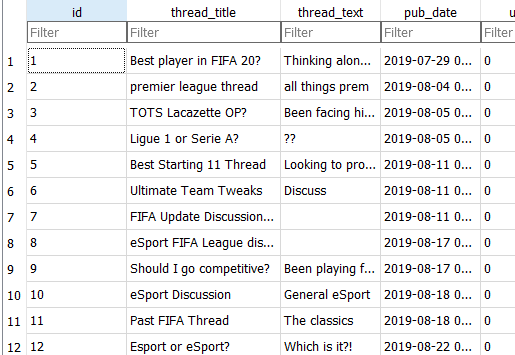 id thread_title thread_text pub_date u
Filter Filter Filter Filter Filter
1 1 Best player in FIFA 20? Thinking alon... 2019-07-29 0... 0
2 2 premier league thread all things prem 2019-08-04 0... 0
3 3 TOTS Lacazette OP? Been facing hi... 2019-08-05 0... 0
4 4 Ligue 1 or Serie A? ?? 2019-08-05 0... 0
5 5 Best Starting 11 Thread Looking to pro... 2019-08-11 0... 0
6 6 Ultimate Team Tweaks Discuss 2019-08-11 0... 0
7 7 FIFA Update Discussion... 2019-08-11 0... 0
8 8 eSport FIFA League dis... 2019-08-17 0... 0
9 9 Should I go competitive? Been playing f... 2019-08-17 0... 0
10 10 eSport Discussion General eSport 2019-08-18 0... 0
11 11 Past FIFA Thread The classics 2019-08-18 0... 0
12 12 Esport or eSport? Which is it?! 2019-08-22 0... 0